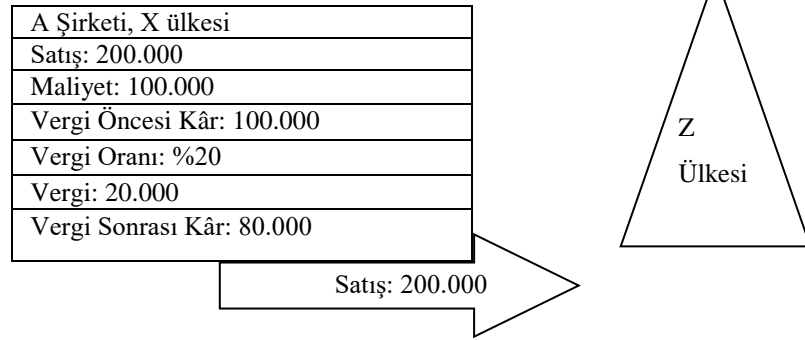 A Şirketi, X ülkesi
Satış: 200.000
Maliyet: 100.000
Vergi Öncesi Kâr: 100.000
Vergi Oranı: %20
Vergi: 20.000
Vergi Sonrası Kâr: 80.000
Z
Ülkesi
Satış: 200.000